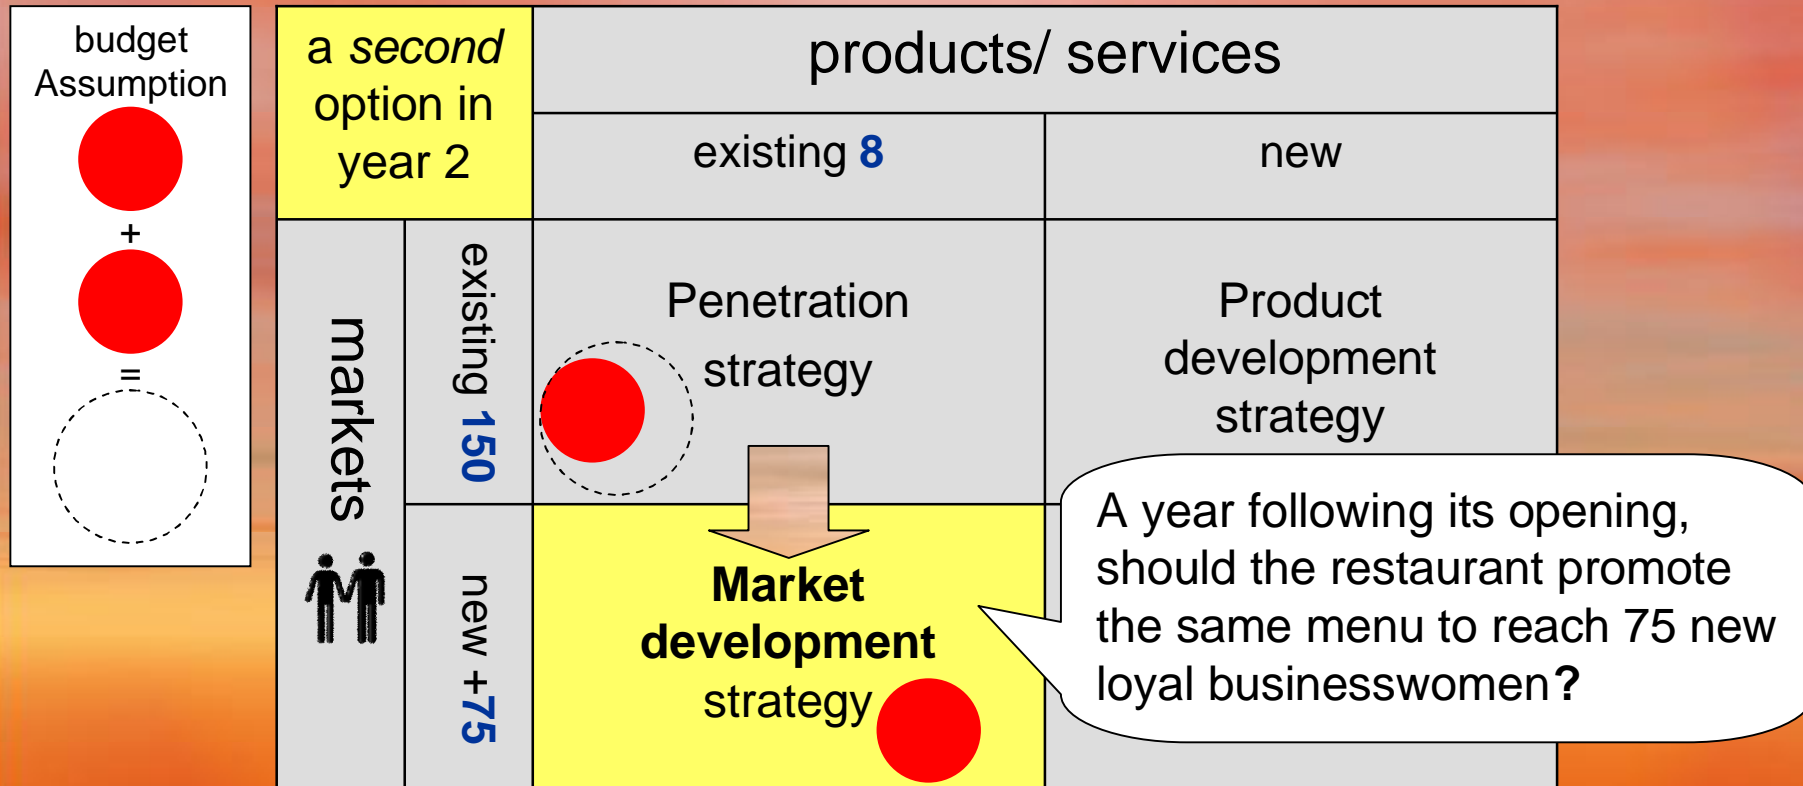 budget
Assumption
+
=
a second
option in
year 2
products/ services
existing 8
new
markets
existing 150
new +75
Penetration
strategy
Product
development
strategy
Market
development
strategy
A year following its opening,
should the restaurant promote
the same menu to reach 75 new
loyal businesswomen?